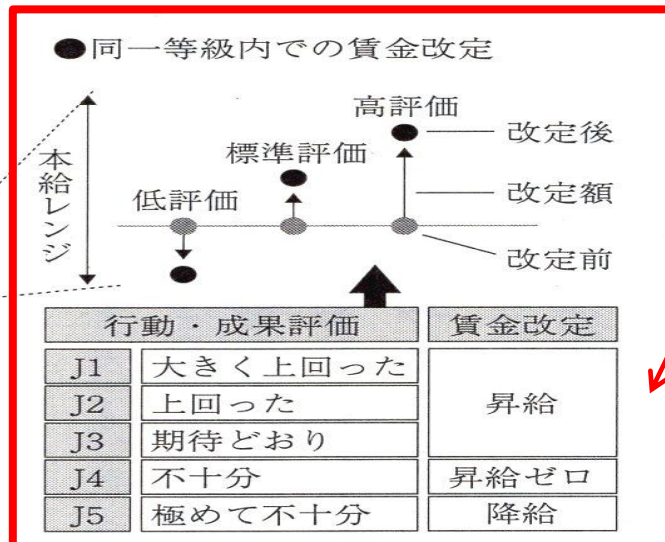 ●同一等級内での賃金改定
高評価
改定後
標準評価
本給レンジ
改定額
低評価
改定前
行動・成果評価 賃金改定
J1 大きく上回った
J2 上回った 昇給
J3 期待どおり
J4 不十分 昇給ゼロ
J5 極めて不十分 降給